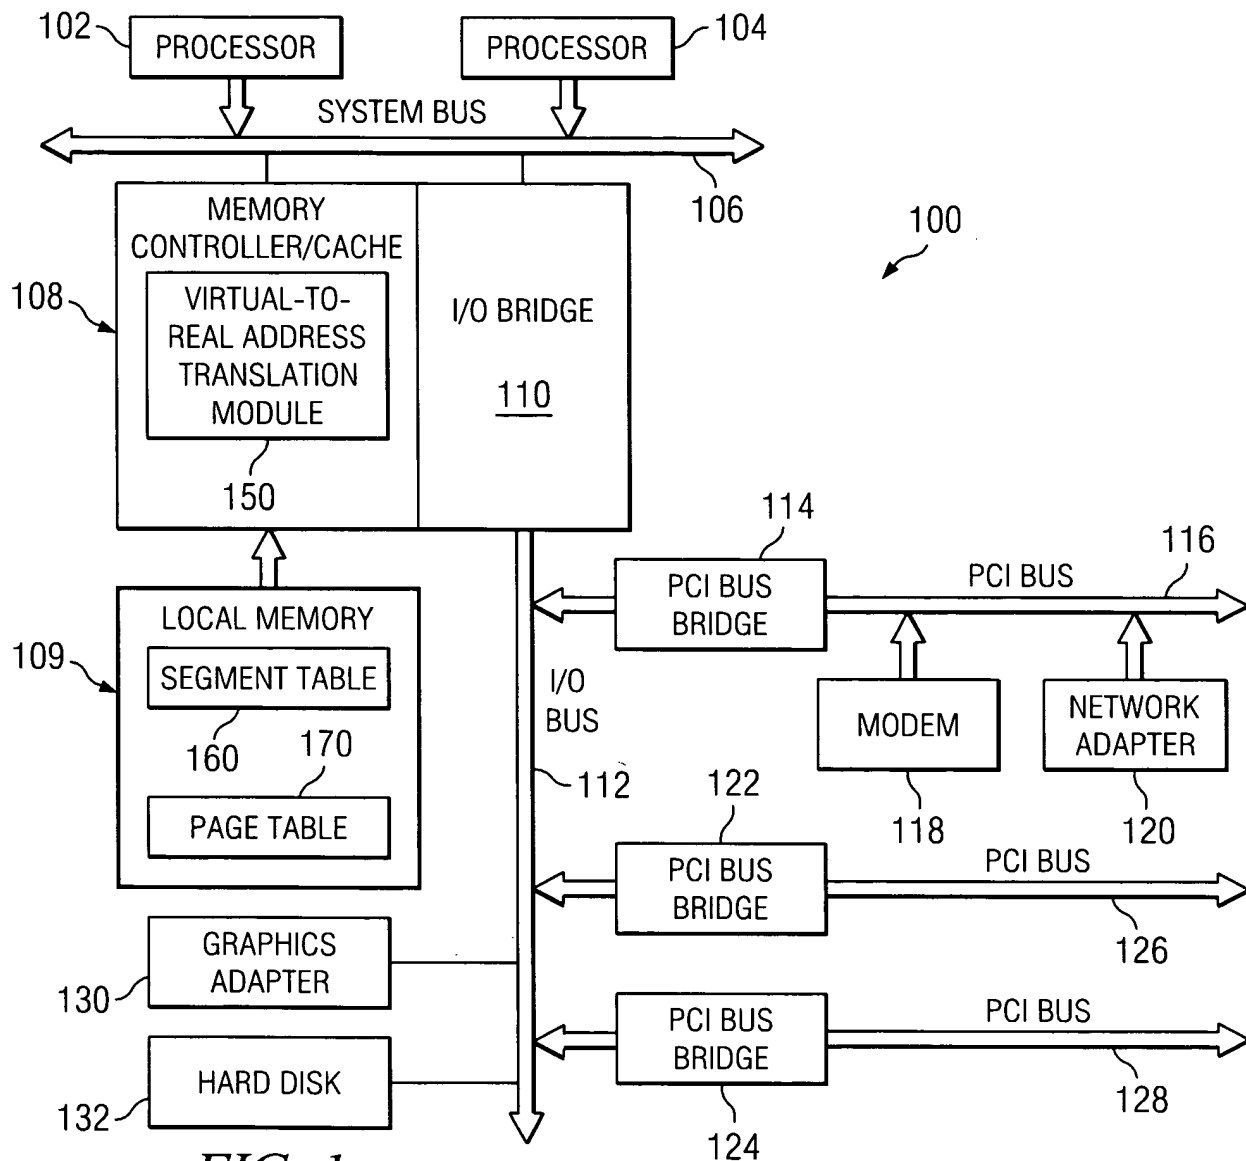 102
PROCESSOR
PROCESSOR
104
SYSTEM BUS
106
100
MEMORY
CONTROLLER/CACHE
108
VIRTUAL-TO-
REAL ADDRESS
TRANSLATION
MODULE
150
I/O BRIDGE
110
114
PCI BUS
BRIDGE
PCI BUS
116
LOCAL MEMORY
109
SEGMENT TABLE
160
170
PAGE TABLE
I/O
BUS
112
MODEM
118
NETWORK
ADAPTER
120
122
PCI BUS
BRIDGE
PCI BUS
126
GRAPHICS
ADAPTER
130
PCI BUS
BRIDGE
124
PCI BUS
128
HARD DISK
132
FIG. 1